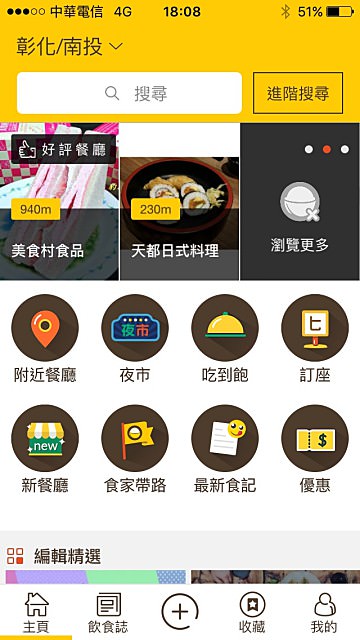 中華電信 4G 18:08 51%
彰化/南投
搜尋 進階搜尋
好評餐廳
940m 230m
美食村食品 天都日式料理 瀏覽更多
夜市 ヒ
附近餐廳 夜市 吃到飽 訂座
new $
新餐廳 食家帶路 最新食記 優惠
編輯精選
主頁 飲食誌 收藏 我的